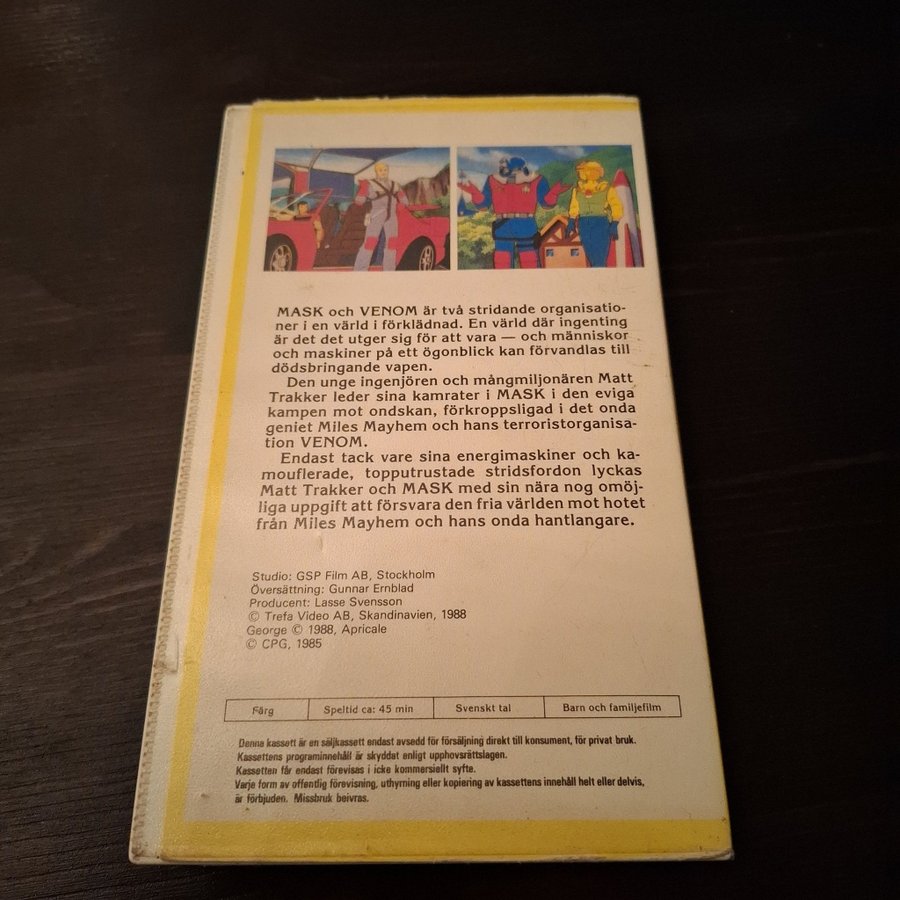 MASK och VENOM är två stridande organisatio-
ner i en värld i förklädnad. En värld där ingenting
är det det utger sig för att vara — och människor
och maskiner på ett ögonblick kan förvandlas till
dödsbringande vapen.
Den unge ingenjören och mångmiljonären Matt
Trakker leder sina kamrater i MASK i den eviga
kampen mot ondskan, förkroppsligad i det onda
geniet Miles Mayhem och hans terroristorganisa-
tion VENOM.
Endast tack vare sina energimaskiner och ka-
mouflerade, topputrustade stridsfordon lyckas
Matt Trakker och MASK med sin nära nog omöj-
liga uppgift att försvara den fria världen mot hotet
från Miles Mayhem och hans onda hantlangare.
Studio: GSP Film AB, Stockholm
Översättning: Gunnar Ernblad
Producent: Lasse Svensson
© Trefa Video AB, Skandinavien, 1988
George © 1988, Apricale
© CPG, 1985
Färg Speltid ca: 45 min Svenskt tal Barn och familjefilm
Denna kassett är en säljkassett endast avsedd för försäljning direkt till konsument, för privat bruk.
Kassettens programinnehåll är skyddat enligt upphovsrättslagen.
Kassetten får endast förevisas i icke kommersiellt syfte.
Varje form av offentlig förevisning, uthyrning eller kopiering av kassettens innehåll helt eller delvis,
är förbjuden. Missbruk beivras.